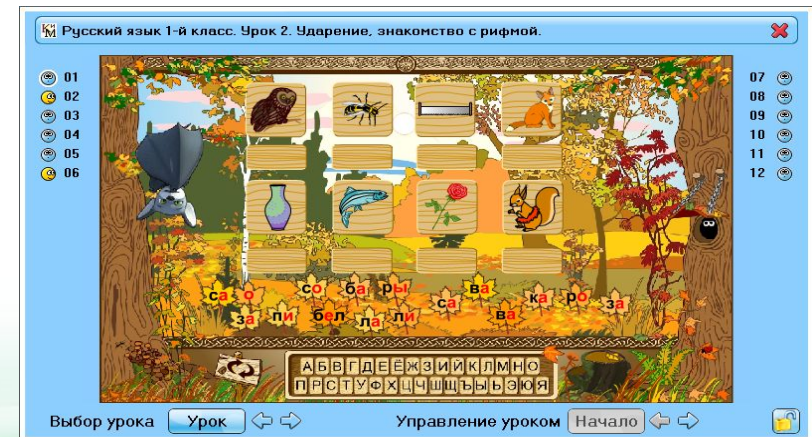 КиМ Русский язык 1-й класс. Урок 2. Ударение, знакомство с рифмой.
01
02
03
04
05
06
07
08
09
10
11
12
са о со ба ры са ва ка ро за
за пи бел ла ли ва
АБВГДЕЁЖЗИЙКЛМНО
ПРСТУФХЦЧШЩЪЫЬЭЮЯ
Выбор урока Урок Управление уроком Начало